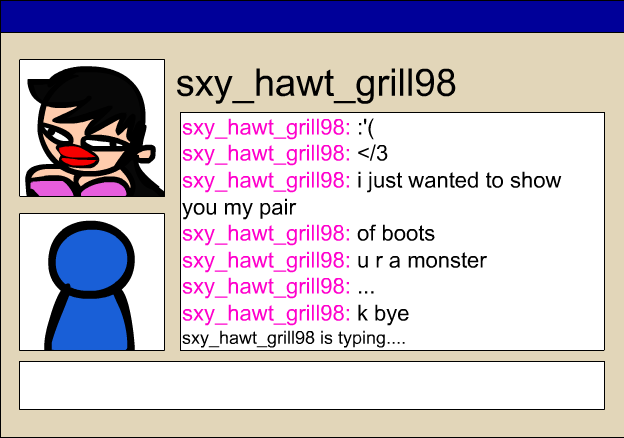 sxy_hawt_grill98
sxy_hawt_grill98: :'(
sxy_hawt_grill98: </3
sxy_hawt_grill98: i just wanted to show
you my pair
sxy_hawt_grill98: of boots
sxy_hawt_grill98: u r a monster
sxy_hawt_grill98: ...
sxy_hawt_grill98: k bye
sxy_hawt_grill98 is typing....